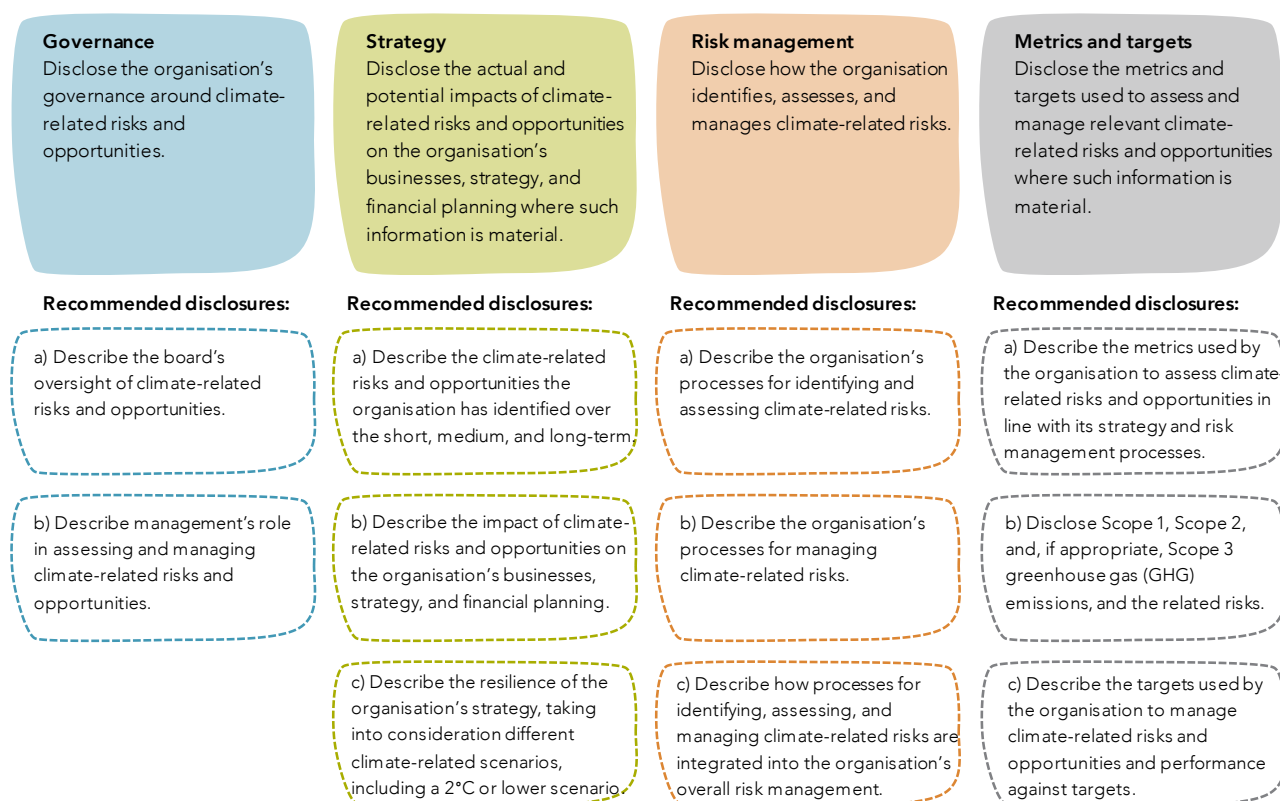 Governance
Disclose the organisation's
governance around climate-
related risks and
opportunities.
Strategy
Disclose the actual and
potential impacts of climate-
related risks and opportunities
on the organisation's
businesses, strategy, and
financial planning where such
information is material.
Risk management
Disclose how the organisation
identifies, assesses, and
manages climate-related risks.
Metrics and targets
Disclose the metrics and
targets used to assess and
manage relevant climate-
related risks and opportunities
where such information is
material.
Recommended disclosures:
a) Describe the board's
oversight of climate-related
risks and opportunities.
b) Describe management's role
in assessing and managing
climate-related risks and
opportunities.
Recommended disclosures:
a) Describe the climate-related
risks and opportunities the
organisation has identified over
the short, medium, and long-term.
b) Describe the impact of climate-
related risks and opportunities on
the organisation's businesses,
strategy, and financial planning.
c) Describe the resilience of the
organisation's strategy, taking
into consideration different
climate-related scenarios,
including a 2°C or lower scenario.
Recommended disclosures:
a) Describe the organisation's
processes for identifying and
assessing climate-related risks.
b) Describe the organisation's
processes for managing
climate-related risks.
c) Describe how processes for
identifying, assessing, and
managing climate-related risks are
integrated into the organisation's
overall risk management.
Recommended disclosures:
a) Describe the metrics used by
the organisation to assess climate-
related risks and opportunities in
line with its strategy and risk
management processes.
b) Disclose Scope 1, Scope 2,
and, if appropriate, Scope 3
greenhouse gas (GHG)
emissions, and the related risks.
c) Describe the targets used by
the organisation to manage
climate-related risks and
opportunities and performance
against targets.